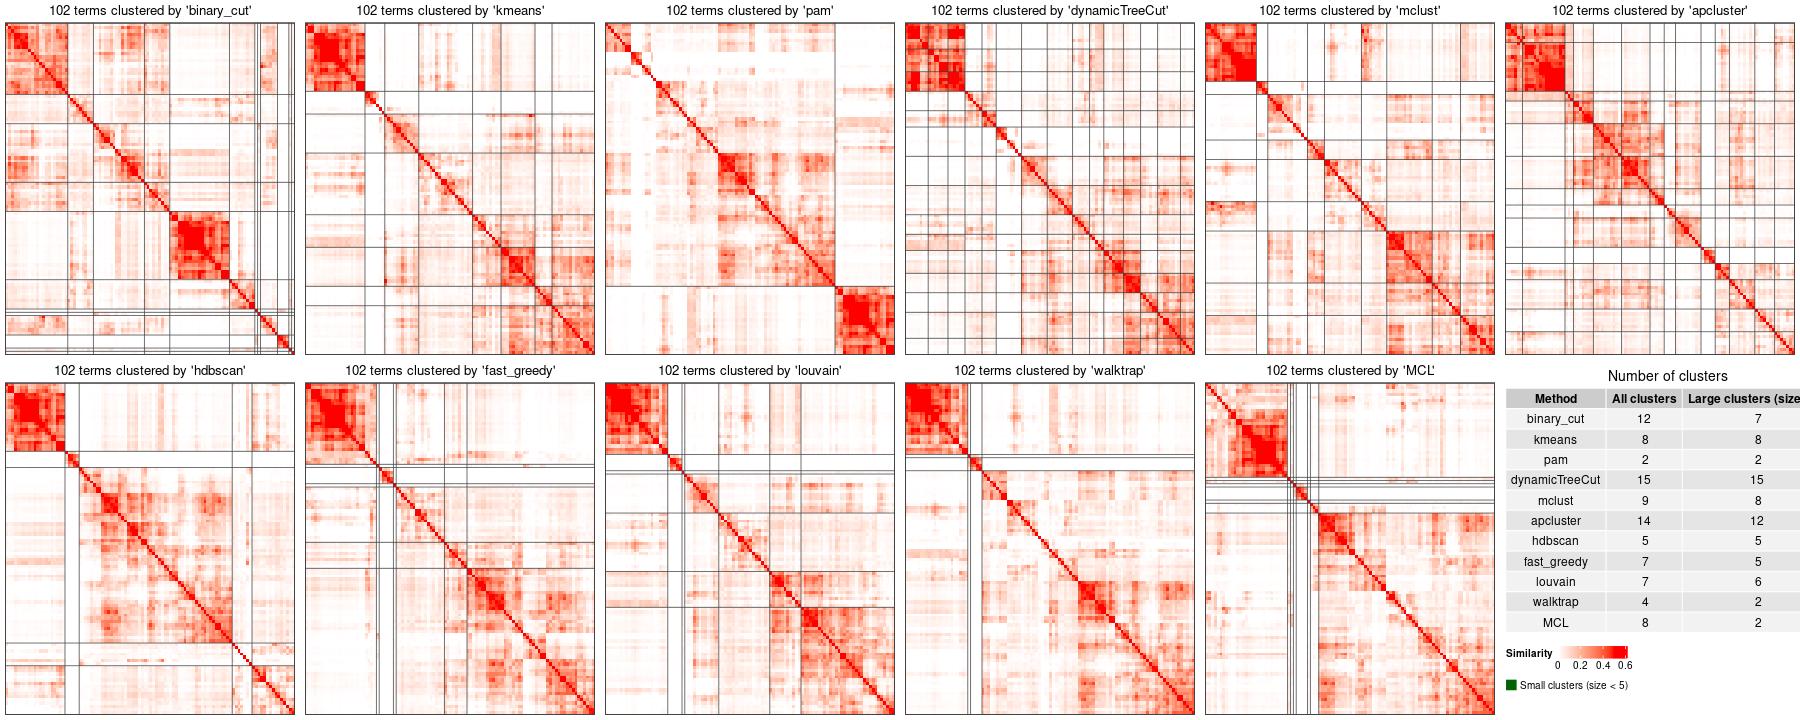 102 terms clustered by 'binary_cut'
102 terms clustered by 'kmeans'
102 terms clustered by 'pam'
102 terms clustered by 'dynamicTreeCut'
102 terms clustered by 'mclust'
102 terms clustered by 'apcluster'
102 terms clustered by 'hdbscan'
102 terms clustered by 'fast_greedy'
102 terms clustered by 'louvain'
102 terms clustered by 'walktrap'
102 terms clustered by 'MCL'
Number of clusters
Method All clusters Large clusters (size
binary_cut 12 7
kmeans 8 8
pam 2 2
dynamicTreeCut 15 15
mclust 9 8
apcluster 14 12
hdbscan 5 5
fast_greedy 7 5
louvain 7 6
walktrap 4 2
MCL 8 2
Similarity
0 0.2 0.4 0.6
Small clusters (size < 5)